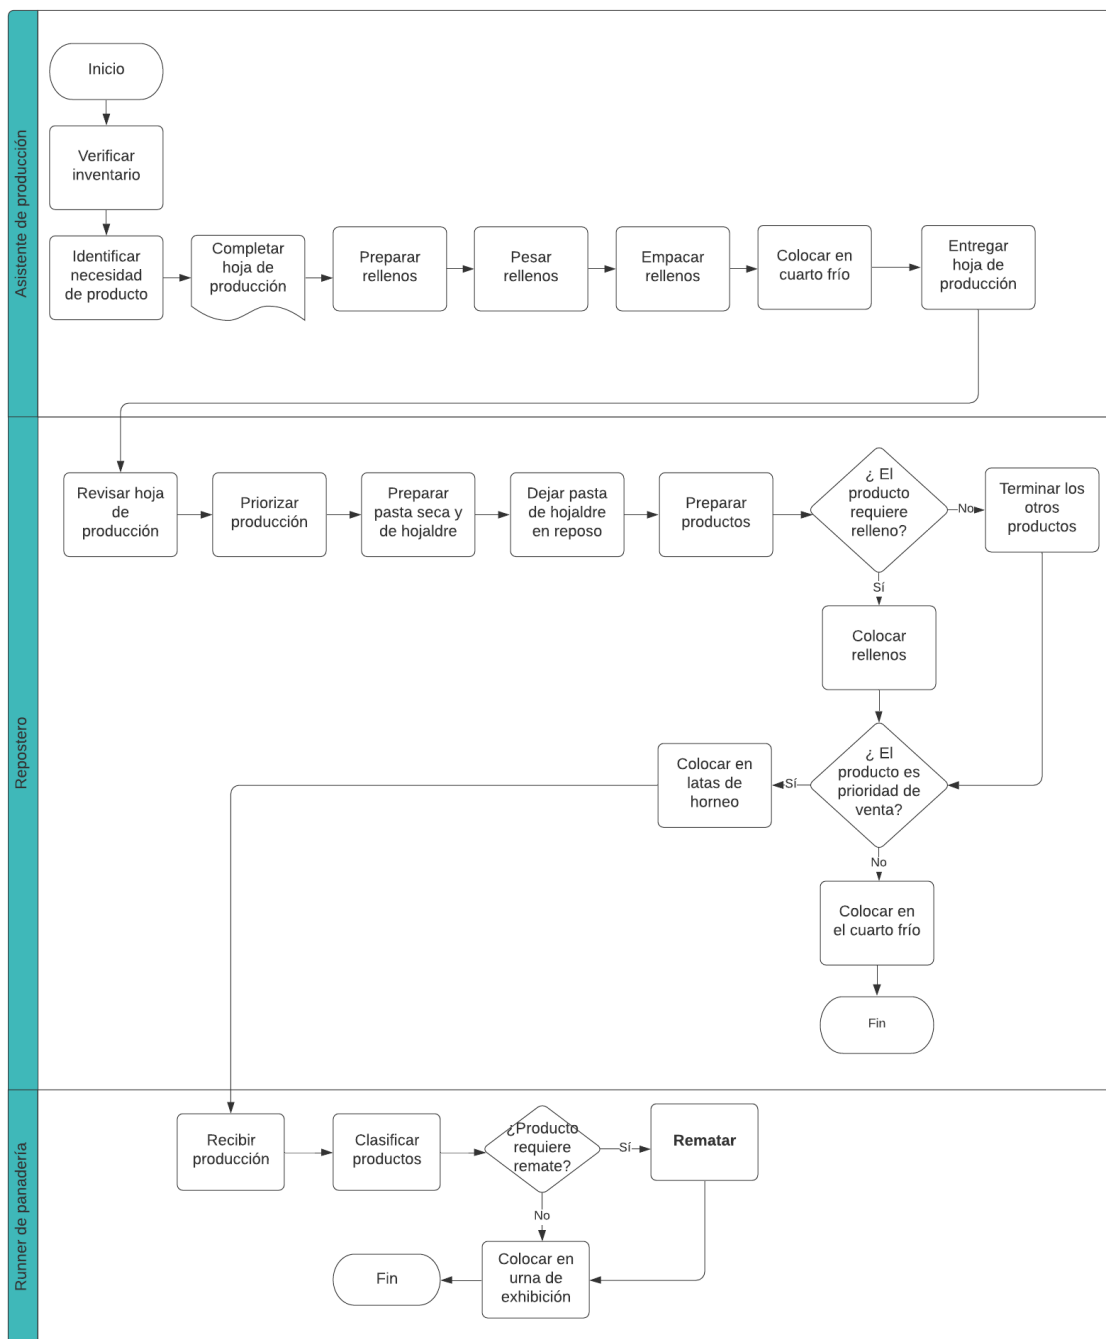 Asistente de producción
Inicio
Verificar
inventario
Identificar
necesidad
de producto
Completar
hoja de
producción
Preparar
rellenos
Pesar
rellenos
Empacar
rellenos
Colocar en
cuarto frío
Entregar
hoja de
producción
Repostero
Revisar hoja
de
producción
Priorizar
producción
Preparar
pasta seca y
de hojaldre
Dejar pasta
de hojaldre
en reposo
Preparar
productos
¿ El
producto
requiere
relleno?
No
Terminar los
otros
productos
Sí
Colocar
rellenos
¿ El
producto es
prioridad de
venta?
Sí
Colocar en
latas de
horneo
No
Colocar en
el cuarto frío
Fin
Runner de panadería
Recibir
producción
Clasificar
productos
¿Producto
requiere
remate?
Sí
Rematar
No
Colocar en
urna de
exhibición
Fin